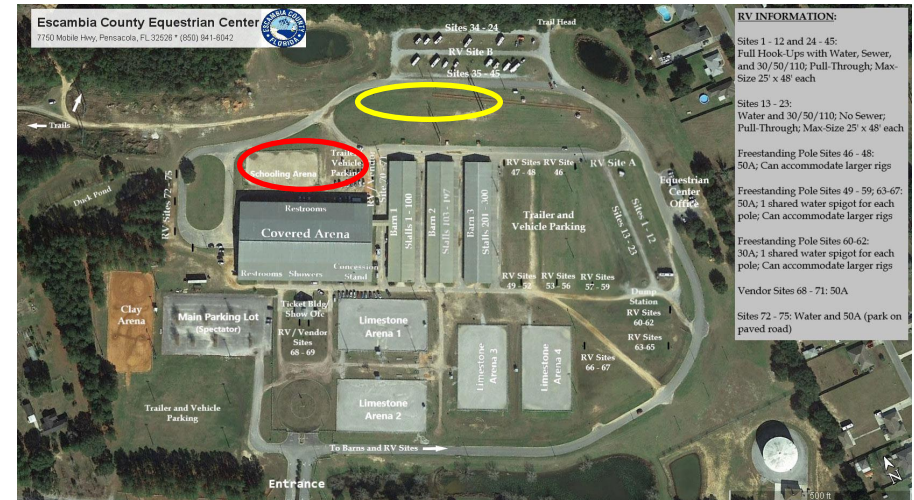 Escambia County Equestrian Center
7750 Mobile Hwy, Pensacola, FL 32526 * (850) 941-6042
ESCAMBIA COUNTY
FLORIDA
Sites 34 - 24
Trail Head
RV Site B
Sites 35 - 45
Trails
Duck Pond
RV Sites 72 - 75
Schooling Arena
Trailer
Vehicle
Parking
Restrooms
Covered Arena
Restrooms Showers
Concession
Stand
Barn 1
Stalls 1 - 100
Barn 2
Barn 3
Stalls 201 - 300
RV Sites
47 - 48
RV Site
46
RV Site A
Trailer and
Vehicle Parking
Sites 1 - 12
Sites 13 - 23
Equestrian
Center
Office
RV Sites
49 - 52
RV Sites
53 - 56
RV Sites
57 - 59
Dump
Station
RV Sites
60-62
RV Sites
63-65
RV Sites
66 - 67
Clay
Arena
Main Parking Lot
(Spectator)
Ticket Bldg
Show Ofc
RV / Vendor
Sites
68 - 69
Limestone
Arena 1
Limestone
Arena 2
Limestone
Arena 3
Limestone
Arena 4
Trailer and Vehicle
Parking
To Barns and RV Sites
Entrance
RV INFORMATION:
Sites 1 - 12 and 24 - 45:
Full Hook-Ups with Water, Sewer,
and 30/50/110; Pull-Through; Max-
Size 25' x 48' each
Sites 13 - 23:
Water and 30/50/110; No Sewer;
Pull-Through; Max-Size 25' x 48' each
Freestanding Pole Sites 46 - 48:
50A; Can accommodate larger rigs
Freestanding Pole Sites 49 - 59; 63-67:
50A; 1 shared water spigot for each
pole; Can accommodate larger rigs
Freestanding Pole Sites 60-62:
30A; 1 shared water spigot for each
pole; Can accommodate larger rigs
Vendor Sites 68 - 71: 50A
Sites 72 - 75: Water and 50A (park on
paved road)
N
500 ft